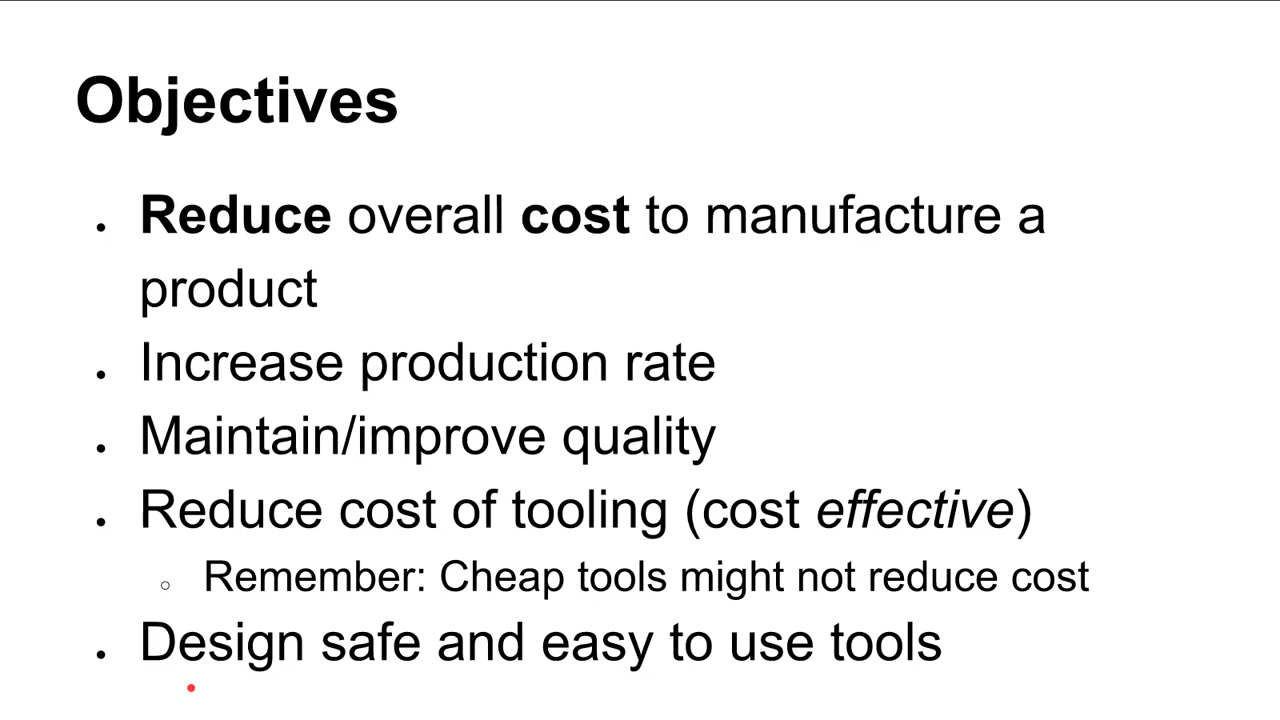 Objectives
. Reduce overall cost to manufacture a
product
. Increase production rate
. Maintain/improve quality
. Reduce cost of tooling (cost effective)
○ Remember: Cheap tools might not reduce cost
. Design safe and easy to use tools